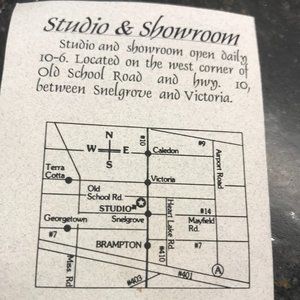 Studio & Showroom
Studio and showroom open daily
10-6. Located on the west corner of
Old School Road and hwy. 10,
between Snelgrove and Victoria.
N
W E
S
#10
#9
Caledon
Airport Road
Terra
Cotta
Victoria
Old
School Rd.
STUDIO
#14
Georgetown
Snelgrove
Heart Lake Rd.
Mayfield
Rd.
#7
BRAMPTON
#7
Miss. Rd.
#410
#403
#401
A